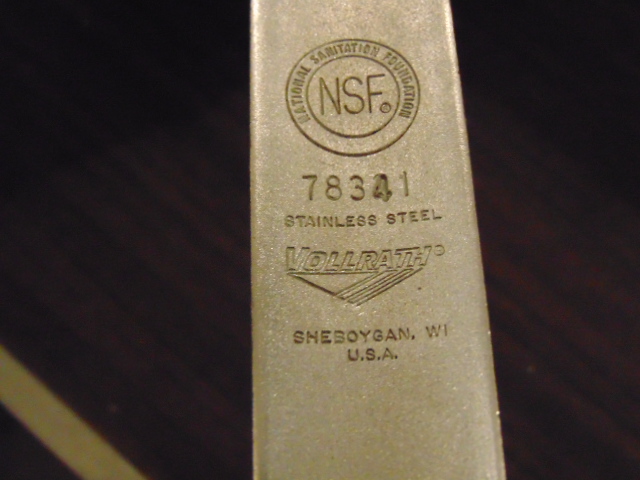 NATIONAL SANITATION FOUNDATION
NSF®
78341
STAINLESS STEEL
VOLLRATH®
SHEBOYGAN, WI
U.S.A.